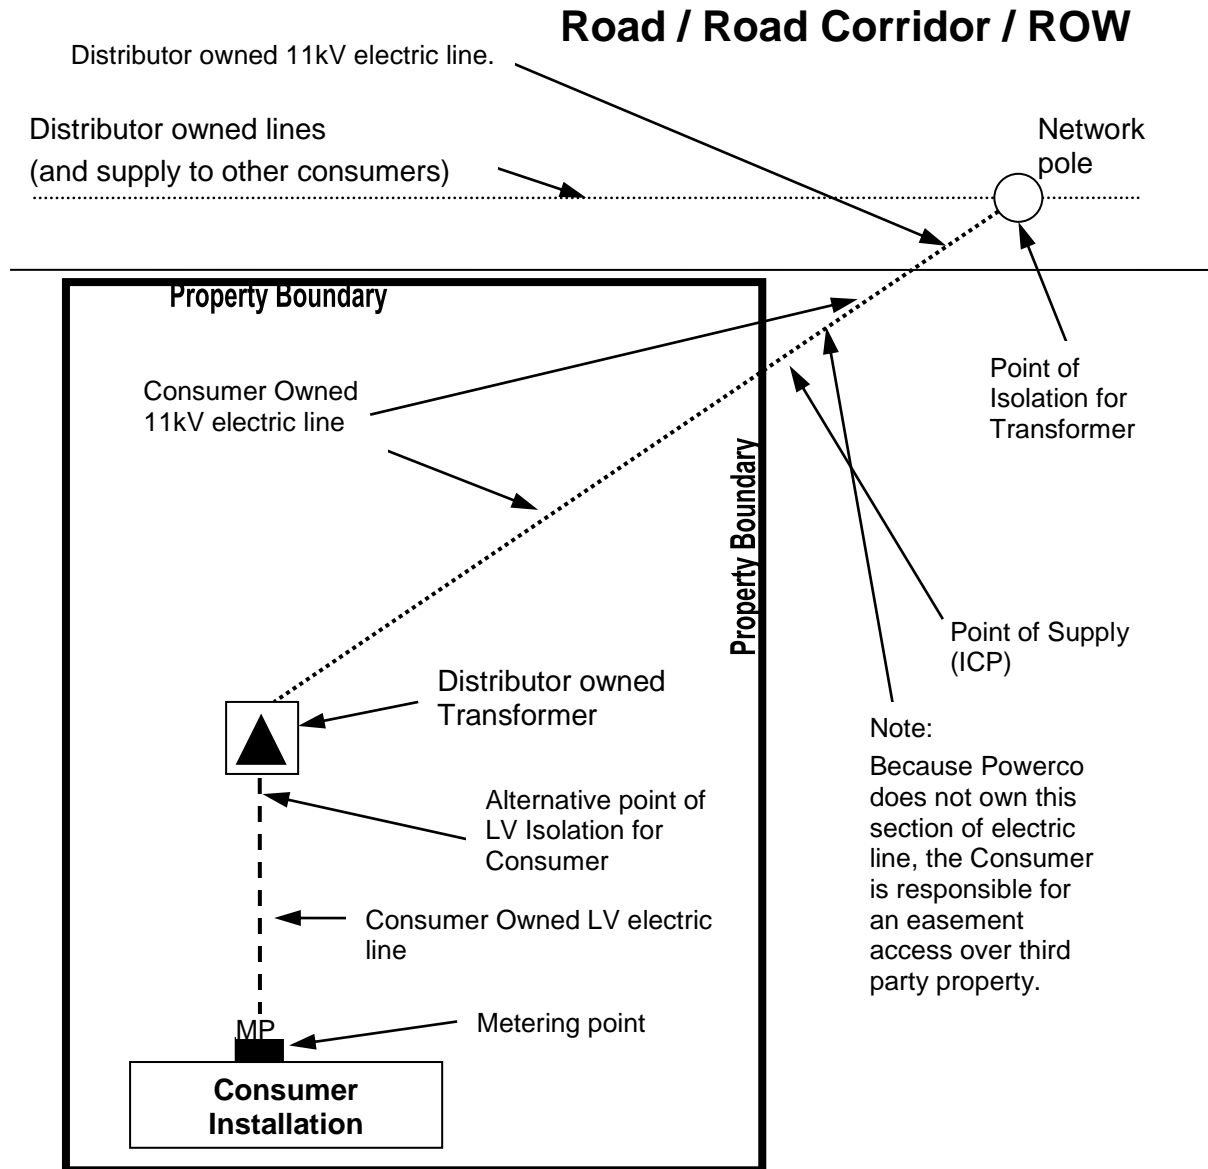 Road / Road Corridor / ROW
Distributor owned 11kV electric line.
Distributor owned lines
(and supply to other consumers)
Network
pole
Property Boundary
Consumer Owned
11kV electric line
Point of
Isolation for
Transformer
Property Boundary
Point of Supply
(ICP)
Distributor owned
Transformer
Note:
Because Powerco
does not own this
section of electric
line, the Consumer
is responsible for
an easement
access over third
party property.
Alternative point of
LV Isolation for
Consumer
Consumer Owned LV electric
line
MP
Metering point
Consumer
Installation